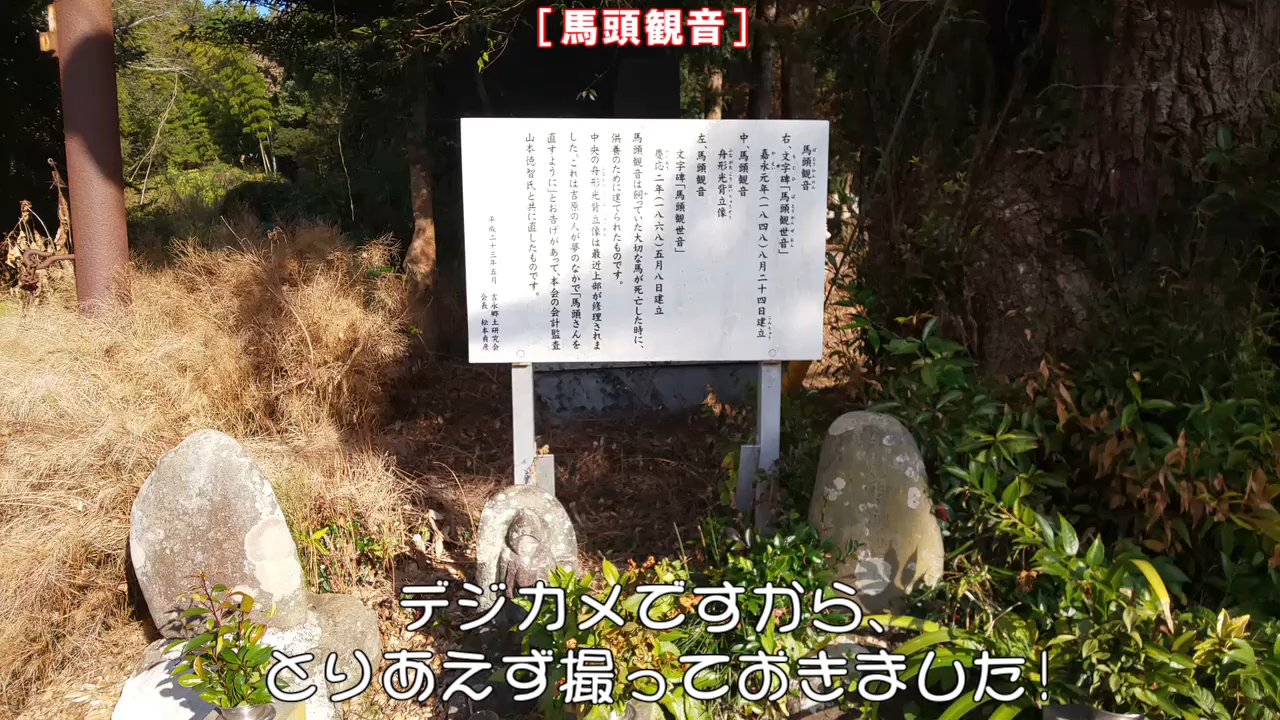 [馬頭観音]
馬頭観音
右、文字碑「馬頭観世音」
嘉永元年(一八四八)八月二十四日建立
中、馬頭観音
舟形光背立像
左、馬頭観音
文字碑「馬頭観世音」
慶応二年(一八六八)五月八日建立
馬頭観音は飼っていた大切な馬が死亡した時に、
供養のために建てられたものです。
中央の舟形光背立像は最近上部が修理されま
した。これは吉原の人が夢のなかで「馬頭さんを
直すように」とお告げがあって、本会の会計監査
山本徳智氏と共に直したものです。
平成二十三年五月 吉永郷土研究会
会長 松本貞彦
デジカメですから、
とりあえず撮っておきました!